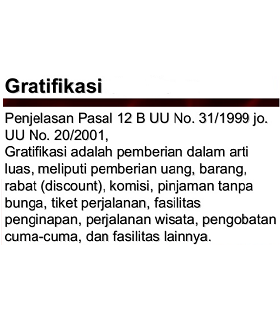 Gratifikasi
Penjelasan Pasal 12 B UU No. 31/1999 jo.
UU No. 20/2001,
Gratifikasi adalah pemberian dalam arti
luas, meliputi pemberian uang, barang,
rabat (discount), komisi, pinjaman tanpa
bunga, tiket perjalanan, fasilitas
penginapan, perjalanan wisata, pengobatan
cuma-cuma, dan fasilitas lainnya.